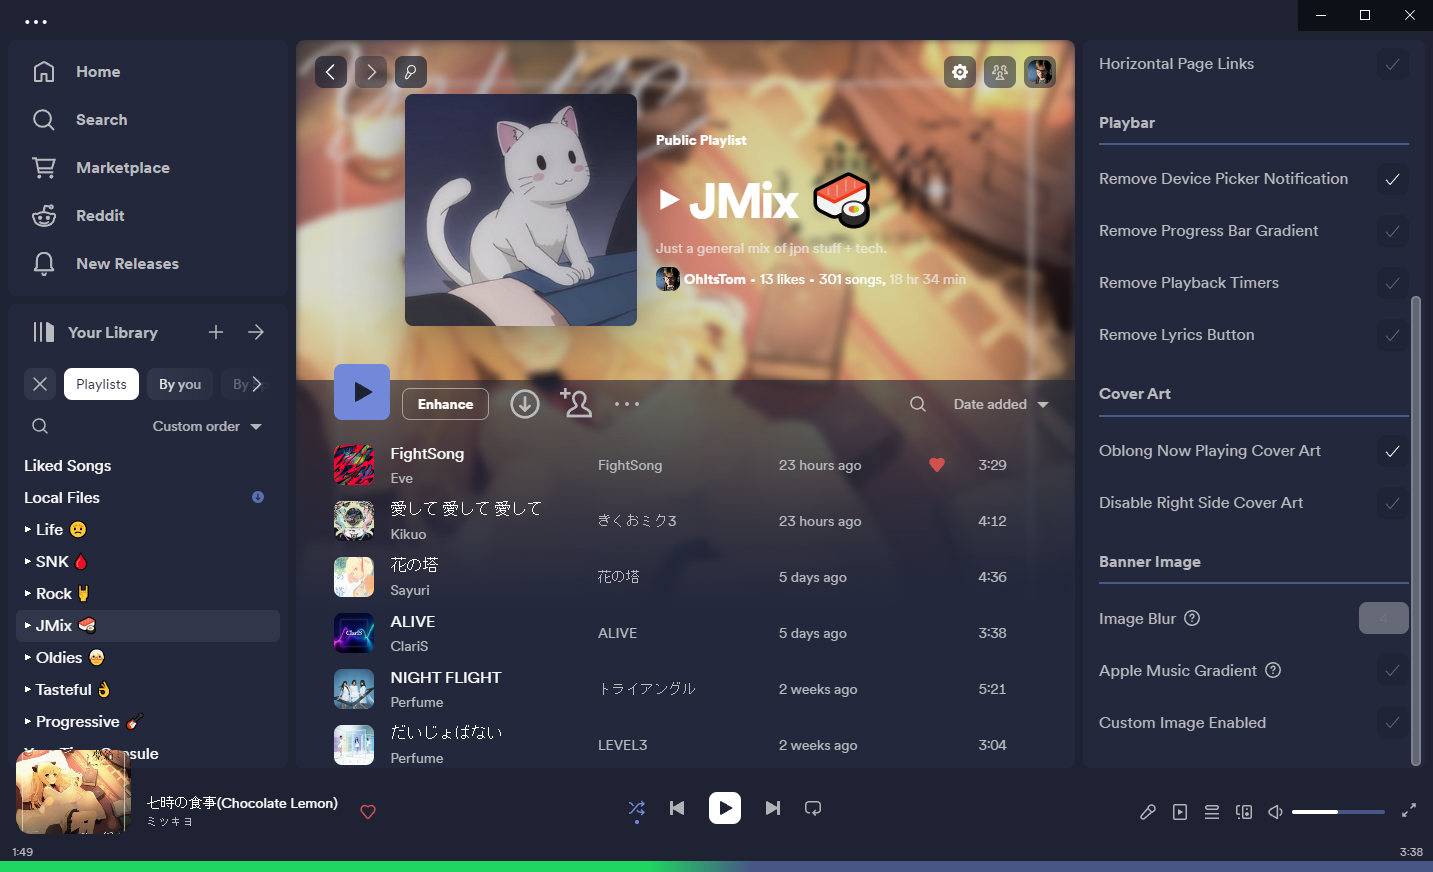 Home
Search
Marketplace
Reddit
New Releases
Your Library
Playlists
By you
Custom order
Liked Songs
Local Files
Life
SNK
Rock
JMix
Oldies
Tasteful
Progressive
Public Playlist
JMix
Just a general mix of jpn stuff + tech.
OhItsTom • 13 likes • 301 songs, 18 hr 34 min
Enhance
Date added
FightSong
Eve
FightSong
23 hours ago
3:29
愛して 愛して 愛して
Kikuo
きくおミク3
23 hours ago
4:12
花の塔
Sayuri
花の塔
5 days ago
4:36
ALIVE
ClariS
ALIVE
5 days ago
3:38
NIGHT FLIGHT
Perfume
トライアングル
2 weeks ago
5:21
だいじょばない
Perfume
LEVEL3
2 weeks ago
3:04
Horizontal Page Links
Playbar
Remove Device Picker Notification
Remove Progress Bar Gradient
Remove Playback Timers
Remove Lyrics Button
Cover Art
Oblong Now Playing Cover Art
Disable Right Side Cover Art
Banner Image
Image Blur
4
Apple Music Gradient
Custom Image Enabled
七時の食事(Chocolate Lemon)
ミツキヨ
1:49
3:38